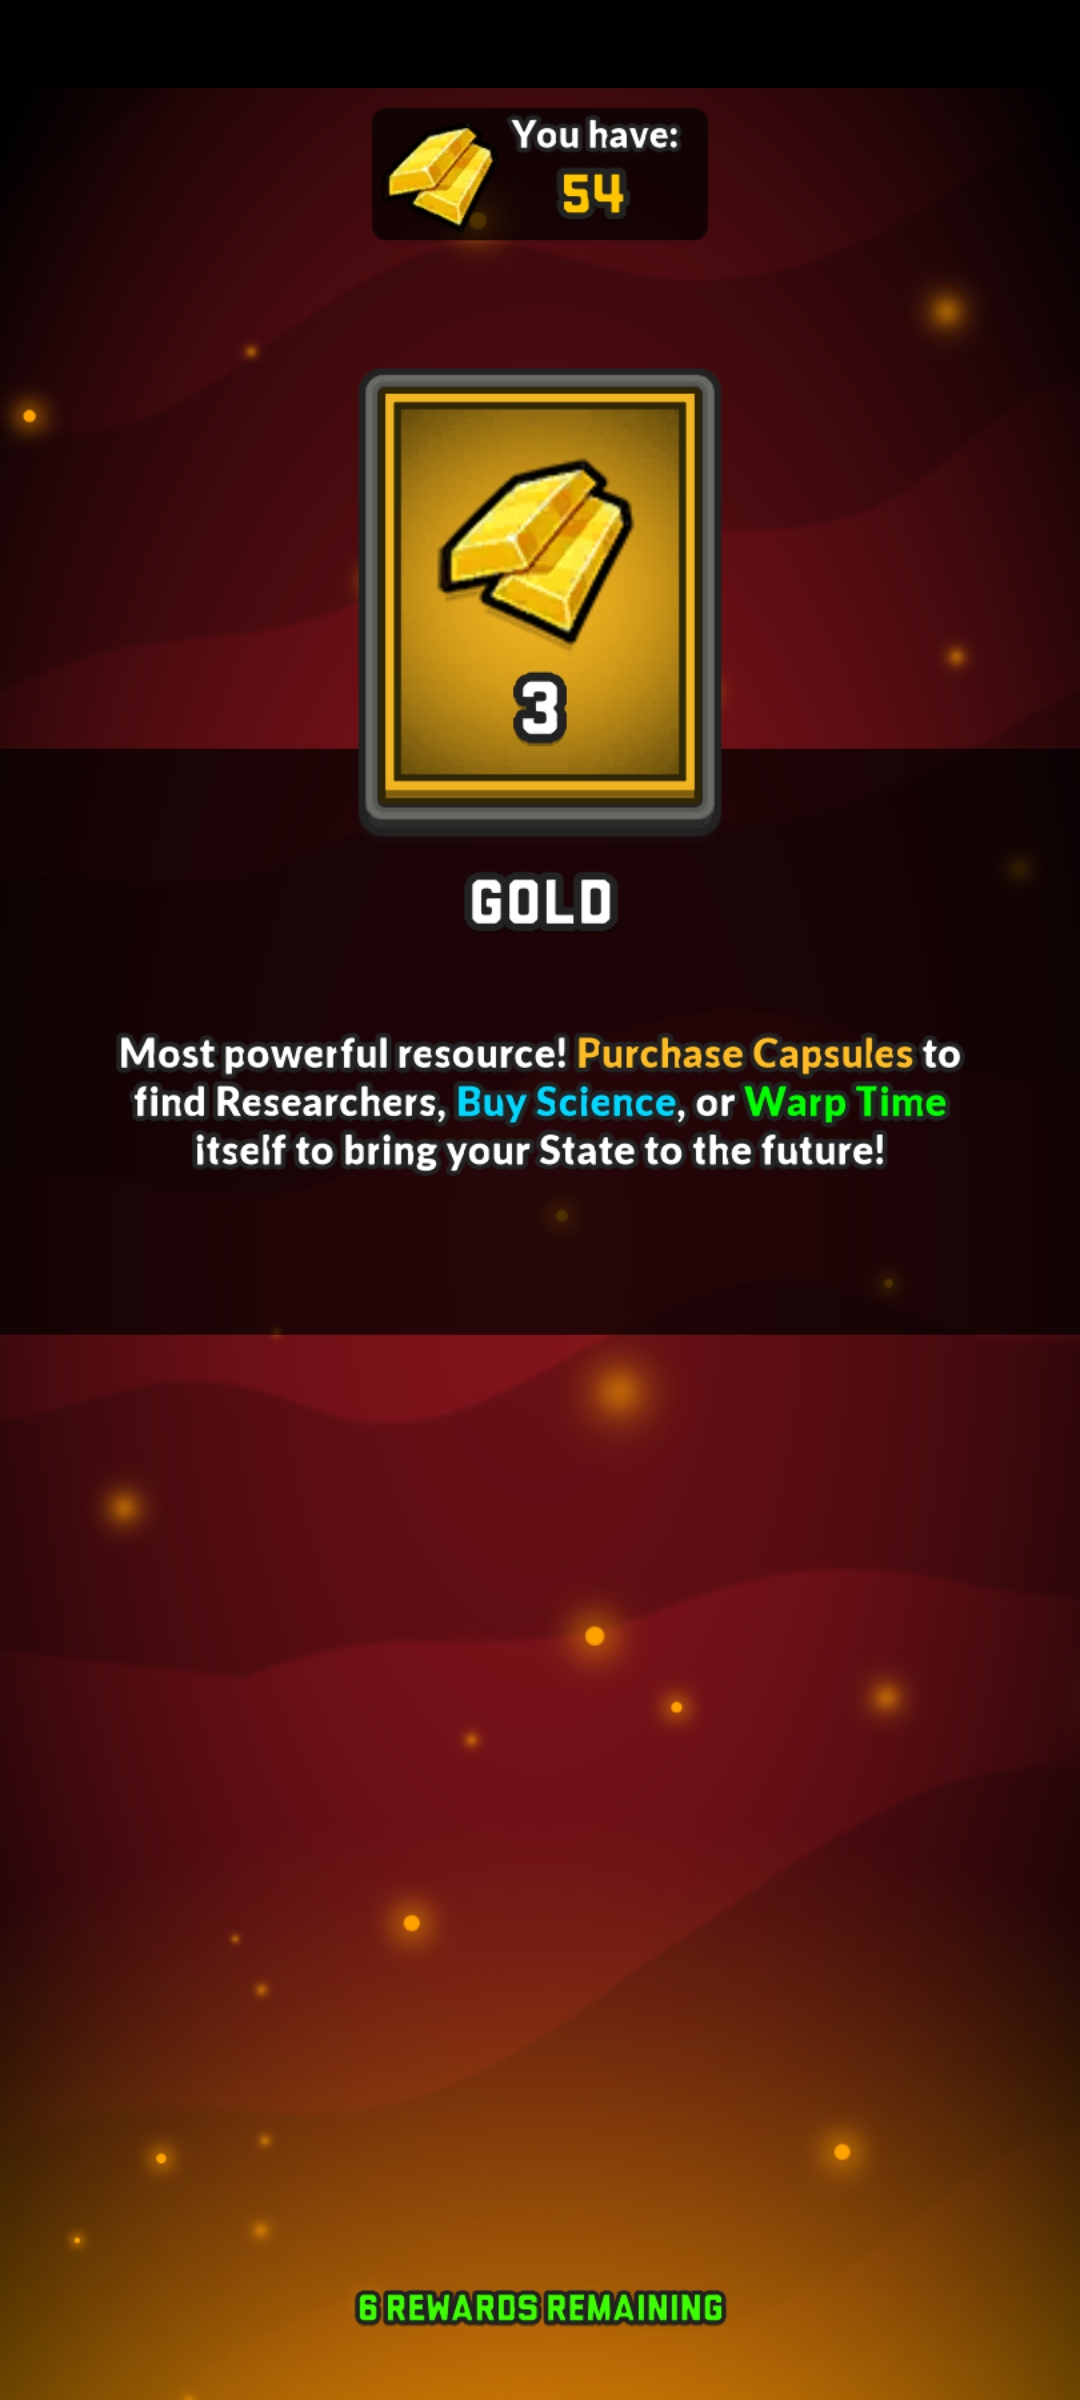 You have:
54
3
GOLD
Most powerful resource! Purchase Capsules to
find Researchers, Buy Science, or Warp Time
itself to bring your State to the future!
6 REWARDS REMAINING